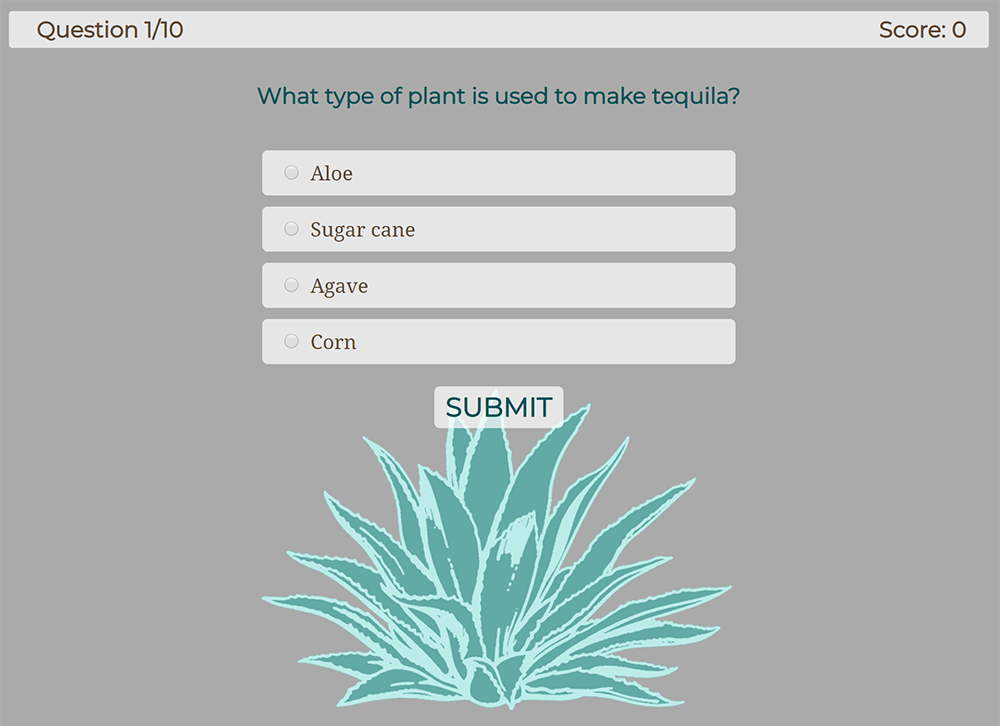 Question 1/10
Score: 0
What type of plant is used to make tequila?
Aloe
Sugar cane
Agave
Corn
SUBMIT